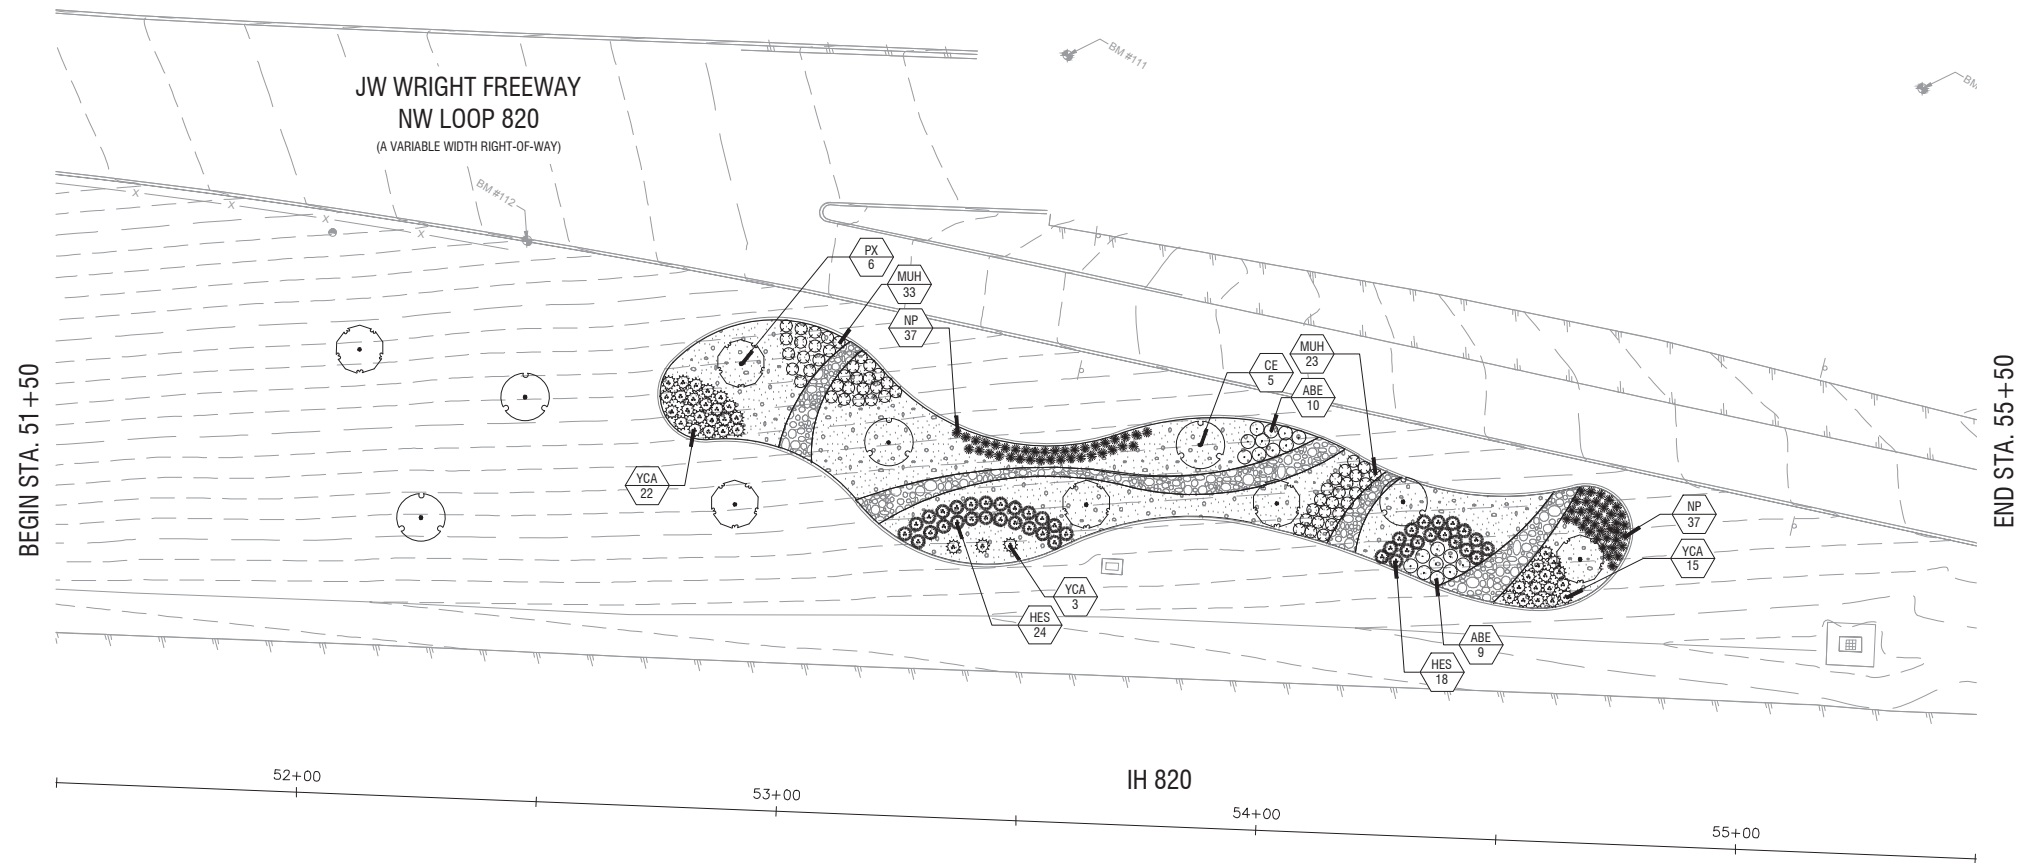 BM #111
BM
JW WRIGHT FREEWAY
NW LOOP 820
(A VARIABLE WIDTH RIGHT-OF-WAY)
BM #112
X
X
X
X
PX
6
MUH
33
NP
37
MUH
23
CE
5
ABE
10
BEGIN STA. 51+50
END STA. 55+50
YCA
22
NP
37
YCA
15
YCA
3
HES
24
ABE
9
HES
18
52+00
53+00
IH 820
54+00
55+00